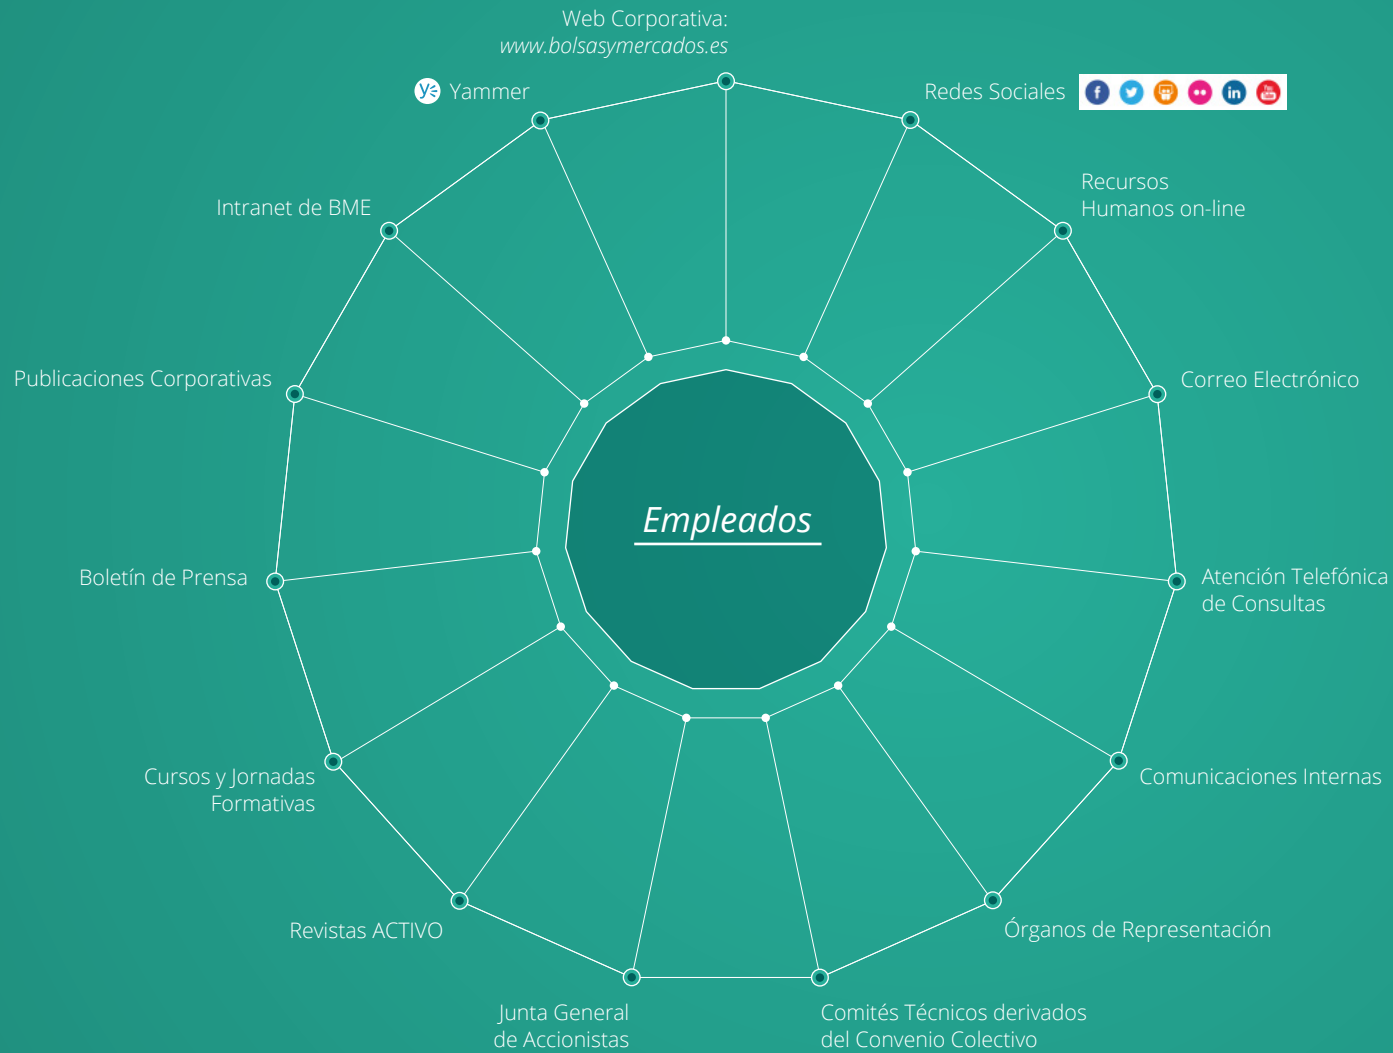 Web Corporativa:
www.bolsasymercados.es
Yammer
Redes Sociales
Recursos
Humanos on-line
Intranet de BME
Publicaciones Corporativas
Correo Electrónico
Empleados
Boletín de Prensa
Atención Telefónica
de Consultas
Cursos y Jornadas
Formativas
Comunicaciones Internas
Revistas ACTIVO
Órganos de Representación
Junta General
de Accionistas
Comités Técnicos derivados
del Convenio Colectivo